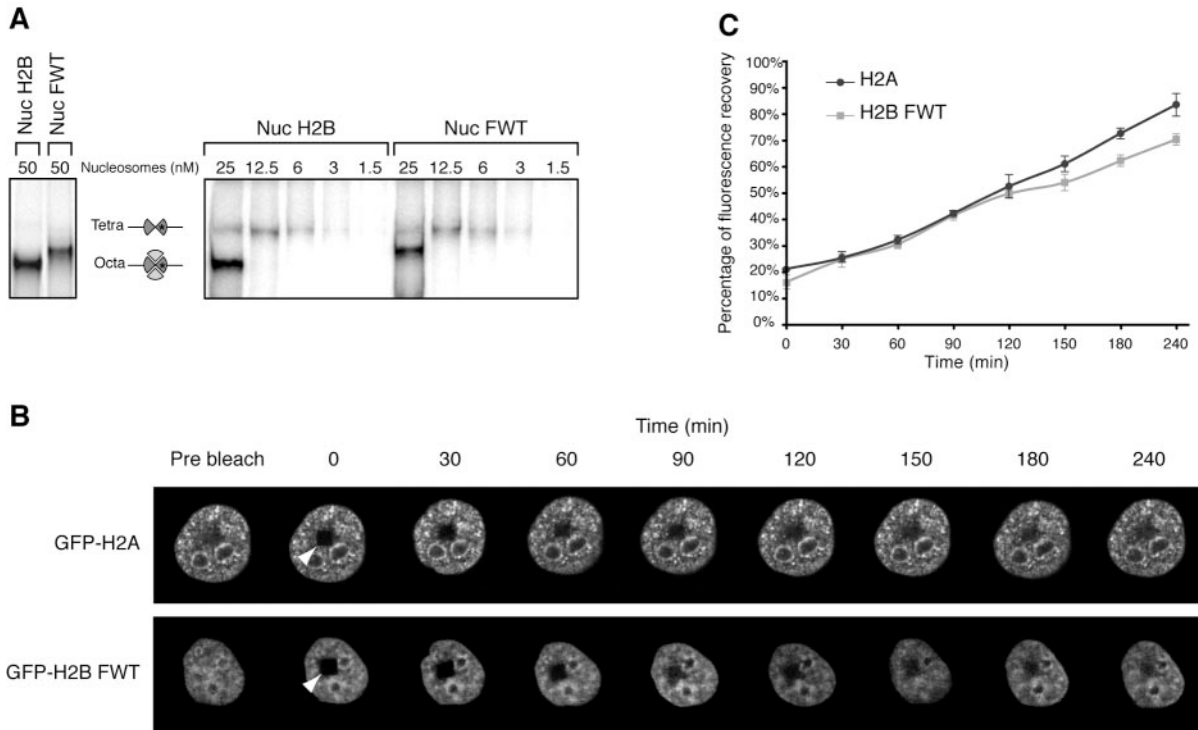 A
Nuc H2B
Nuc FWT
50
50
Nucleosomes (nM)
Tetra
Octa
Nuc H2B
Nuc FWT
25 12.5 6 3 1.5 25 12.5 6 3 1.5
C
Percentage of fluorescence recovery
100%
90%
80%
70%
60%
50%
40%
30%
20%
10%
0%
H2A
H2B FWT
0 30 60 90 120 150 180 240
Time (min)
B
Time (min)
Pre bleach 0 30 60 90 120 150 180 240
GFP-H2A
GFP-H2B FWT